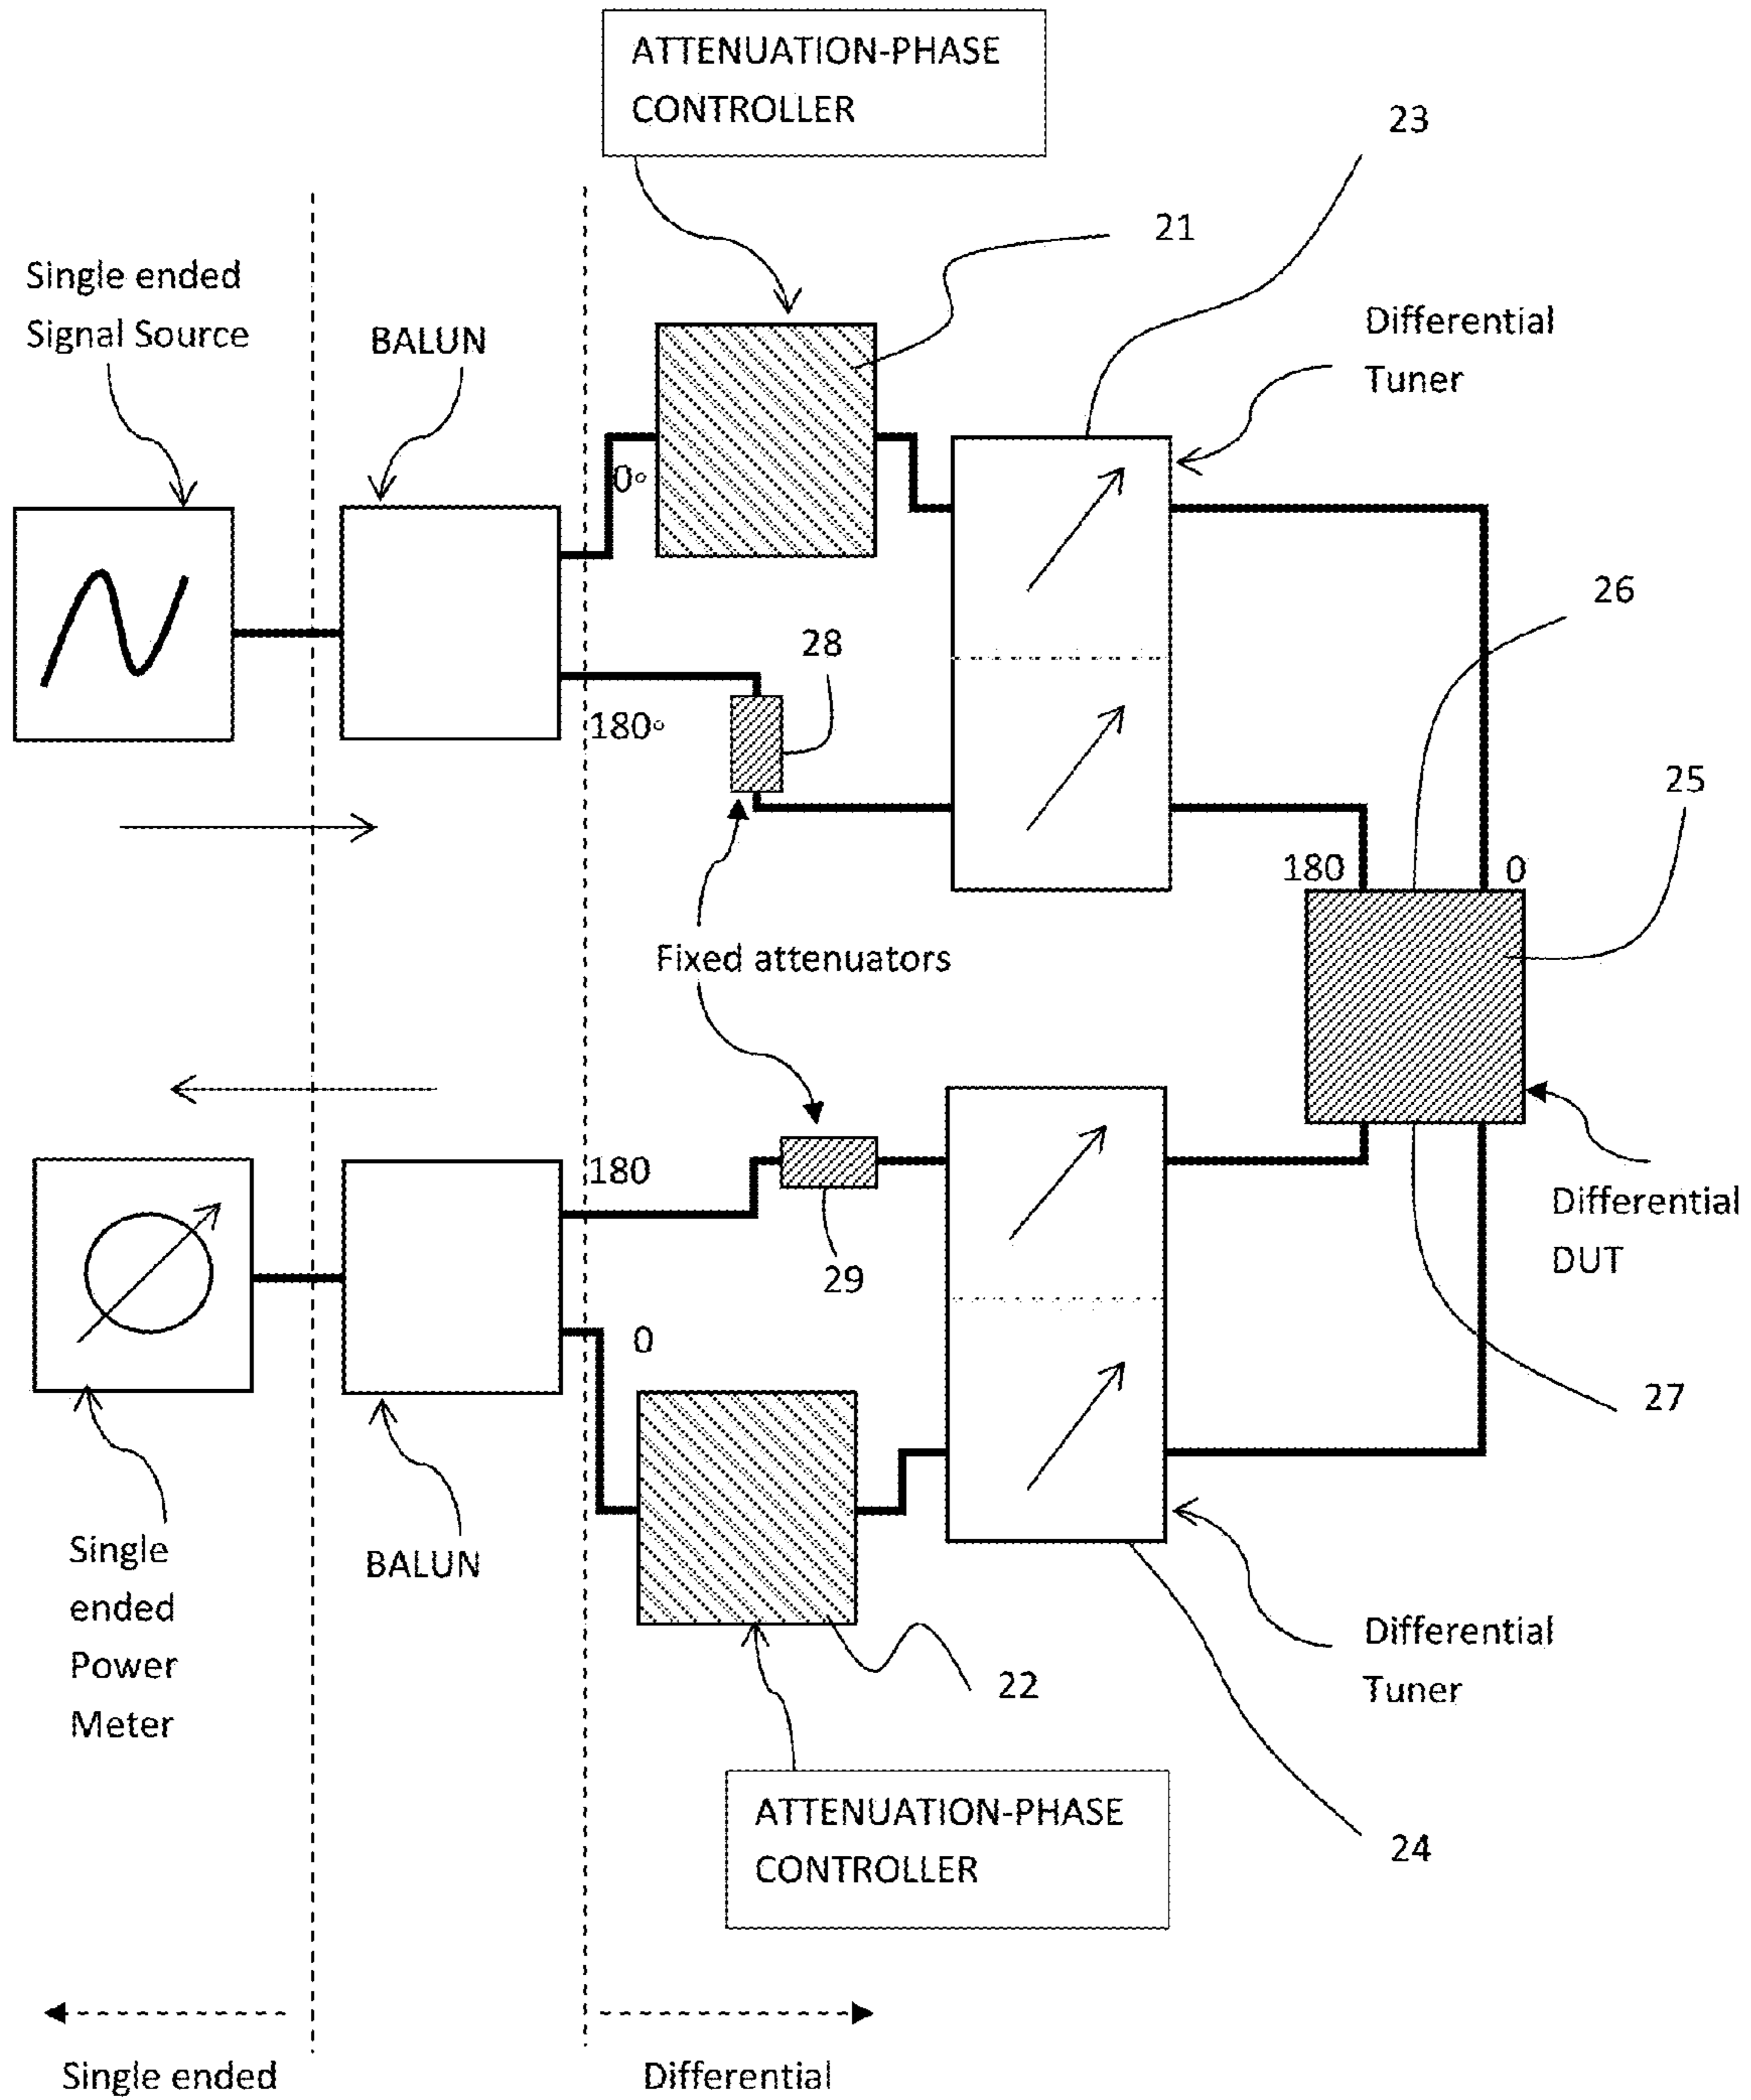 ATTENUATION-PHASE
CONTROLLER
23
21
Single ended
Signal Source
BALUN
Differential
Tuner
0°
26
28
180°
25
180
0
Fixed attenuators
180
Differential
DUT
29
0
27
Single
ended
Power
Meter
BALUN
Differential
Tuner
22
ATTENUATION-PHASE
CONTROLLER
24
Single ended
Differential